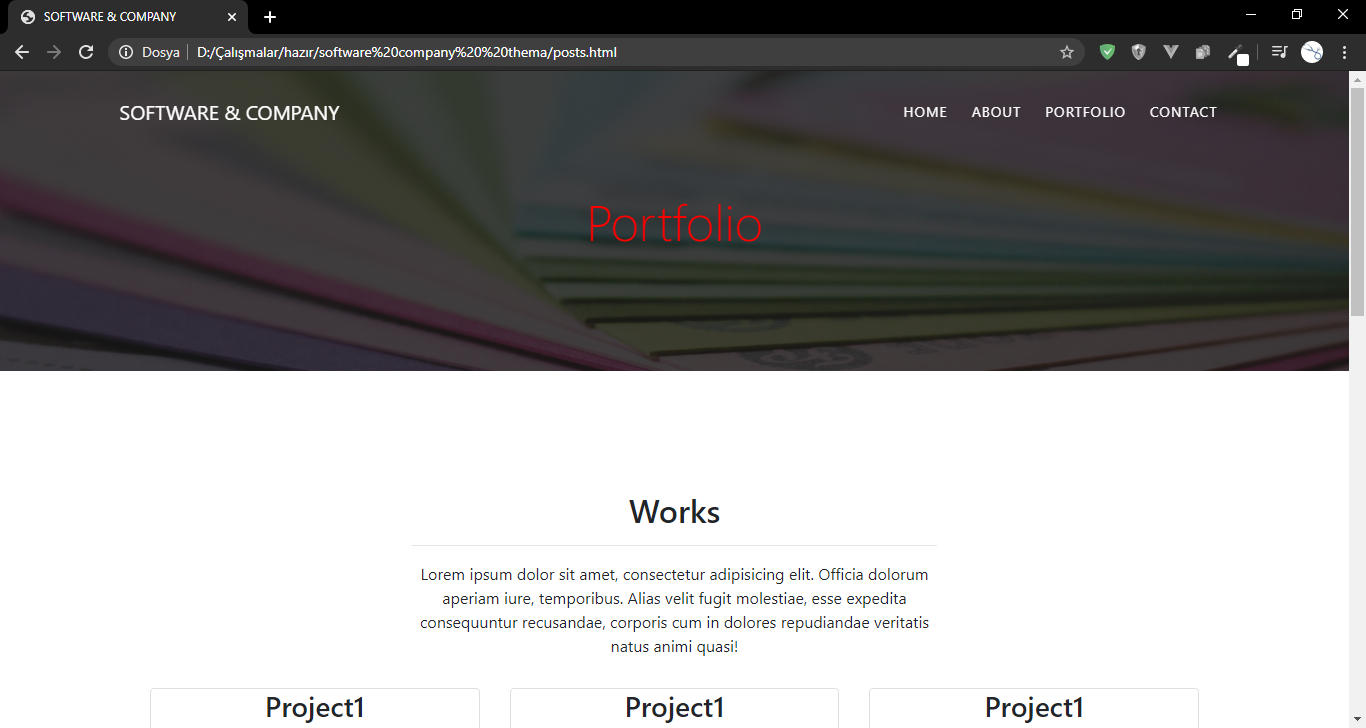 SOFTWARE & COMPANY
Dosya D:/Çalışmalar/hazır/software%20company%20%20thema/posts.html
SOFTWARE & COMPANY HOME ABOUT PORTFOLIO CONTACT
Portfolio
Works
Lorem ipsum dolor sit amet, consectetur adipisicing elit. Officia dolorum
aperiam iure, temporibus. Alias velit fugit molestiae, esse expedita
consequuntur recusandae, corporis cum in dolores repudiandae veritatis
natus animi quasi!
Project1 Project1 Project1